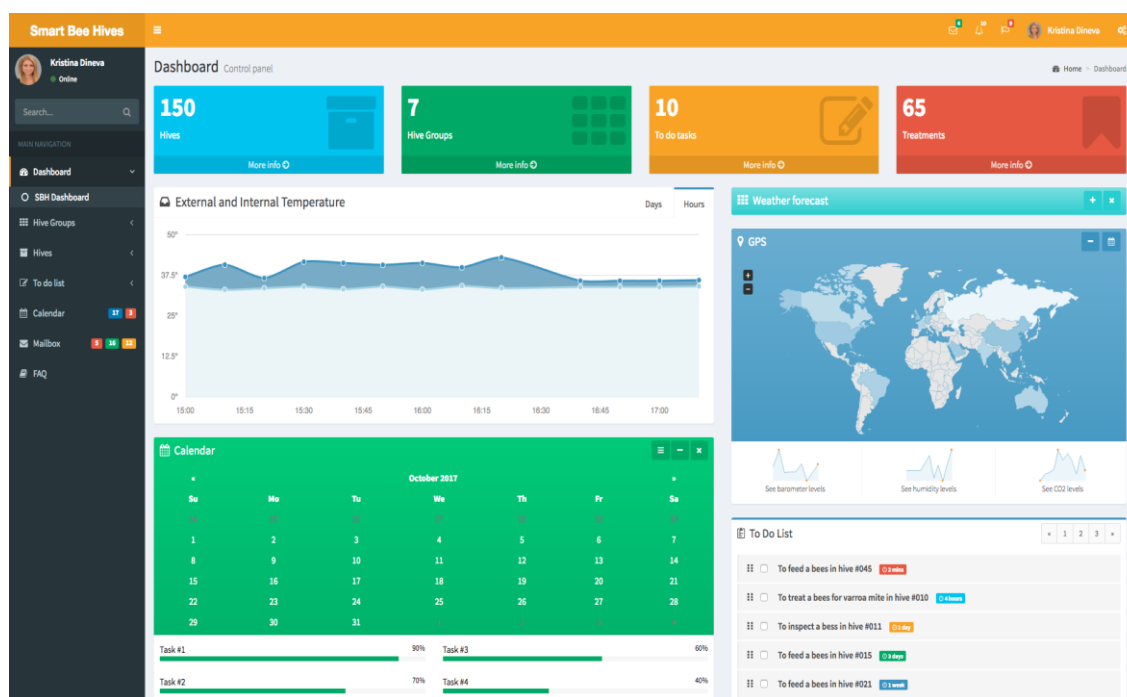 Smart Bee Hives
Kristina Dineva
Kristina Dineva
Online
Search...
MAIN NAVIGATION
Dashboard
SBH Dashboard
Hive Groups
Hives
To do list
Calendar 17 3
Mailbox
FAQ
Dashboard Control panel
Home > Dashboard
150
Hives
More info
7
Hive Groups
More info
10
To do tasks
More info
65
Treatments
More info
External and Internal Temperature
Days Hours
50°
37.5°
25°
12.5°
0°
15:00 15:15 15:30 15:45 16:00 16:15 16:30 16:45 17:00
Calendar
« October 2017 »
Su Mo Tu We Th Fr Sa
1 2 3 4 5 6 7
8 9 10 11 12 13 14
15 16 17 18 19 20 21
22 23 24 25 26 27 28
29 30 31
Task #1 90% Task #3 60%
Task #2 70% Task #4 40%
Weather forecast
GPS
+
-
See barometer levels See humidity levels See CO2 levels
To Do List
« 1 2 3 »
To feed a bees in hive #045 2 mins
To treat a bees for varroa mite in hive #010 4 hours
To inspect a bess in hive #011 1 day
To feed a bees in hive #015 3 days
To feed a bees in hive #021 1 week